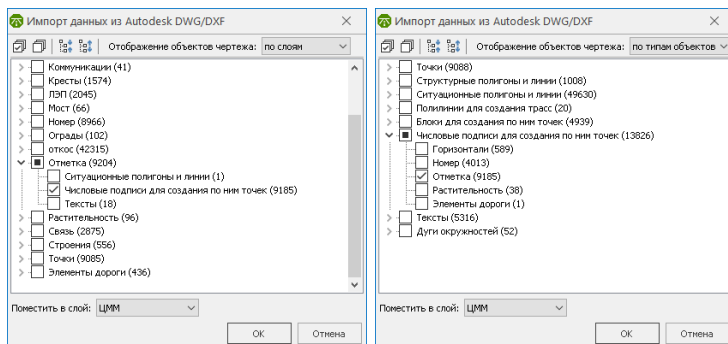 Импорт данных из Autodesk DWG/DXF
Отображение объектов чертежа: по слоям
Коммуникации (41)
Кресты (1574)
ЛЭП (2045)
Мост (66)
Номер (8966)
Ограды (102)
откос (42315)
Отметка (9204)
Ситуационные полигоны и линии (1)
Числовые подписи для создания по ним точек (9185)
Тексты (18)
Растительность (96)
Связь (2875)
Строения (556)
Точки (9085)
Элементы дороги (436)
Поместить в слой: ЦММ
ОК Отмена
Импорт данных из Autodesk DWG/DXF
Отображение объектов чертежа: по типам объектов
Точки (9088)
Структурные полигоны и линии (1008)
Ситуационные полигоны и линии (49630)
Полилинии для создания трасс (20)
Блоки для создания по ним точек (4939)
Числовые подписи для создания по ним точек (13826)
Горизонтали (589)
Номер (4013)
Отметка (9185)
Растительность (38)
Элементы дороги (1)
Тексты (5316)
Дуги окружностей (52)
Поместить в слой: ЦММ
ОК Отмена